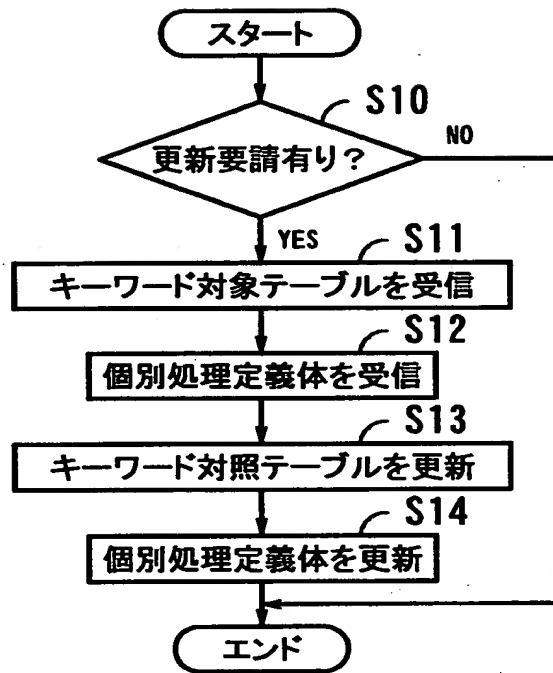 スタート
S10
更新要請有り?
NO
YES
S11
キーワード対象テーブルを受信
S12
個別処理定義体を受信
S13
キーワード対照テーブルを更新
S14
個別処理定義体を更新
エンド